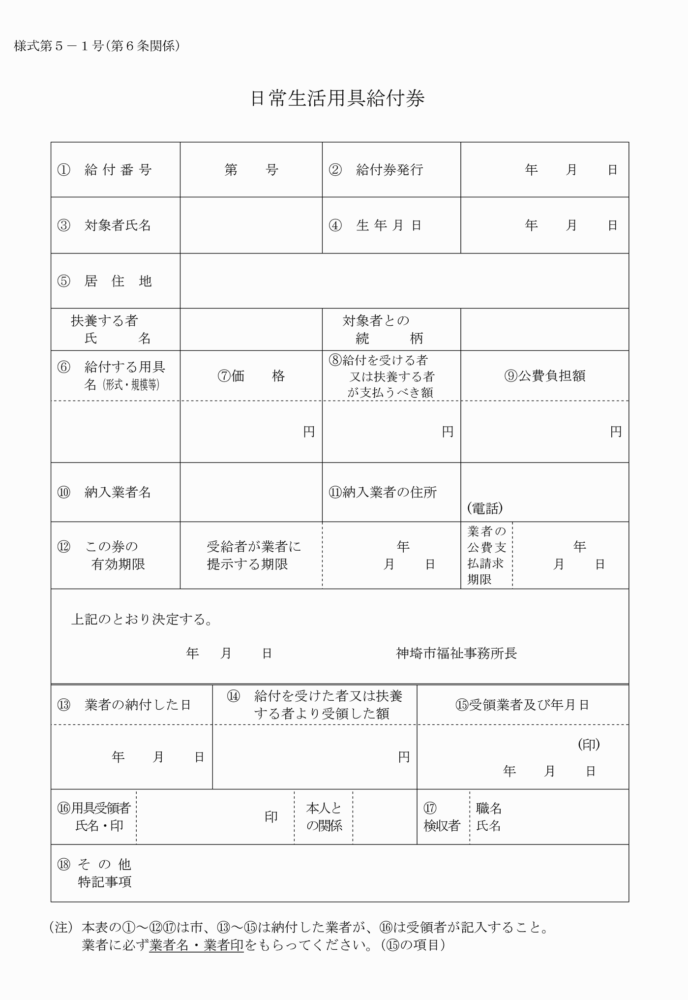 様式第５－１号（第６条関係）
日常生活用具給付券
①　給付番号　第　　号　②　給付券発行　年　　月　　日
③　対象者氏名　④　生年月日　年　　月　　日
⑤　居　住　地
扶養する者
氏　　　名
対象者との
続　　　柄
⑥　給付する用具
名（形式・規模等）
⑦価　　格
⑧給付を受ける者
又は扶養する者
が支払うべき額
⑨公費負担額
円　円　円
⑩　納入業者名　⑪納入業者の住所
(電話)
⑫　この券の
有効期限
受給者が業者に
提示する期限
年
月　　日
業者の
公費支
払請求
期限
年
月　　日
上記のとおり決定する。
年　月　　日　神埼市福祉事務所長
⑬　業者の納付した日
⑭　給付を受けた者又は扶養
する者より受領した額
⑮受領業者及び年月日
年　　月　　日
円
(印)
年　　月　　日
⑯用具受領者
氏名・印
印
本人と
の関係
⑰
検収者
職名
氏名
⑱　そ　の　他
特記事項
（注）本表の①～⑫⑰は市、⑬～⑮は納付した業者が、⑯は受領者が記入すること。
業者に必ず業者名・業者印をもらってください。（⑮の項目）